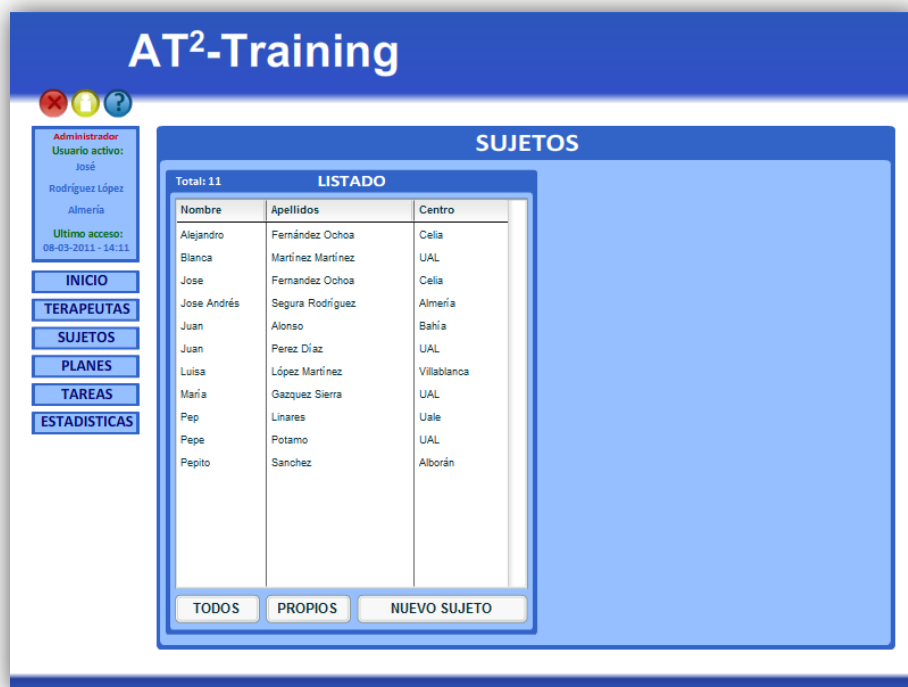 AT²-Training
?
Administrador
Usuario activo:
José
Rodríguez López
Almería
Ultimo acceso:
08-03-2011 - 14:11
INICIO
TERAPEUTAS
SUJETOS
PLANES
TAREAS
ESTADISTICAS
SUJETOS
Total: 11 LISTADO
Nombre Apellidos Centro
Alejandro Fernández Ochoa Celia
Blanca Martínez Martínez UAL
Jose Fernandez Ochoa Celia
Jose Andrés Segura Rodríguez Almería
Juan Alonso Bahía
Juan Perez Díaz UAL
Luisa López Martínez Villablanca
María Gazquez Sierra UAL
Pep Linares Uale
Pepe Potamo UAL
Pepito Sanchez Alborán
TODOS PROPIOS NUEVO SUJETO